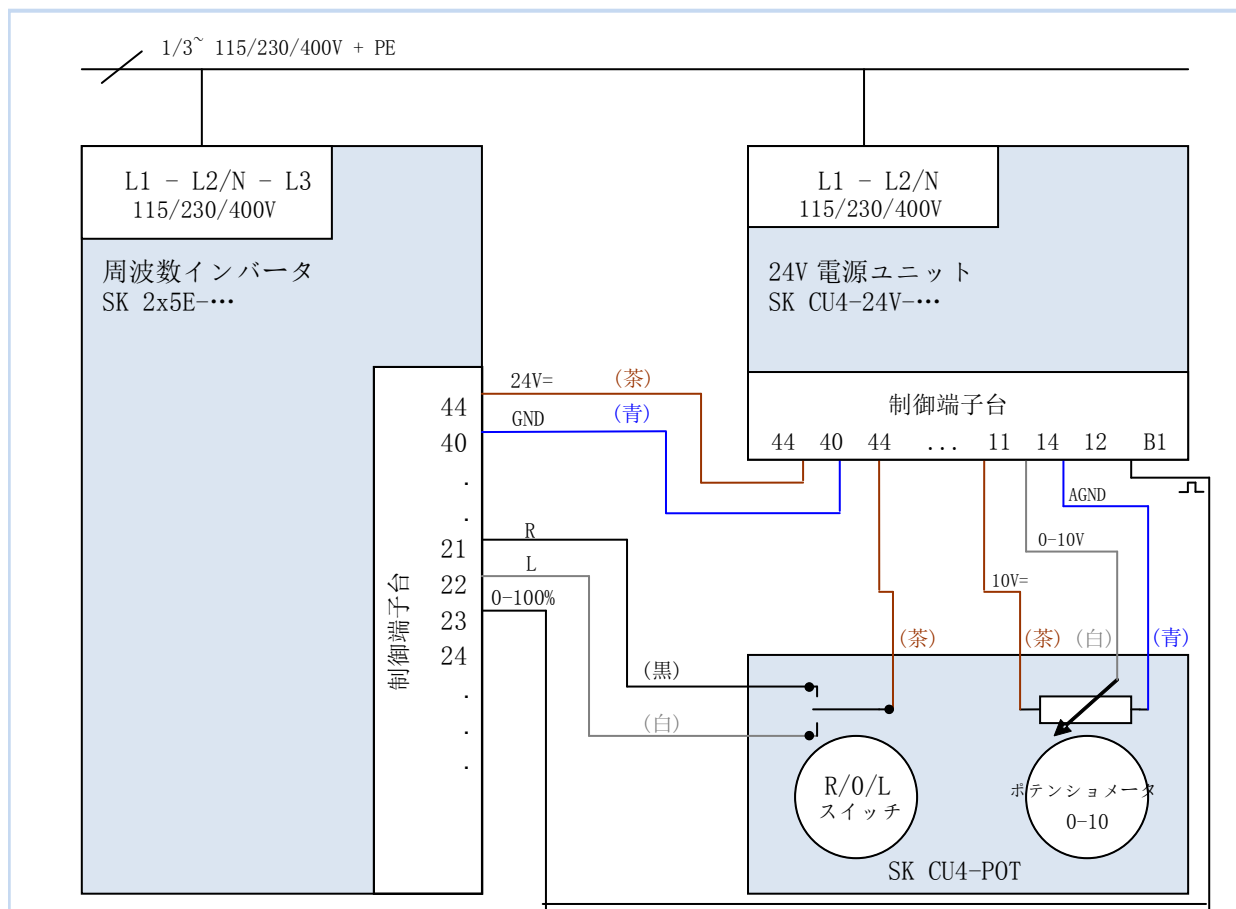 1/3~ 115/230/400V + PE
L1 - L2/N - L3
115/230/400V
周波数インバータ
SK 2x5E-…
制御端子台
44
40
.
.
21
22
23
24
.
.
.
24V= (茶)
GND (青)
R
L
0-100%
(黒)
(白)
L1 - L2/N
115/230/400V
24V 電源ユニット
SK CU4-24V-…
制御端子台
44 40 44 ... 11 14 12 B1
AGND
0-10V
10V=
(茶) (茶) (白) (青)
R/0/L
スイッチ
ポテンショメータ
0-10
SK CU4-POT